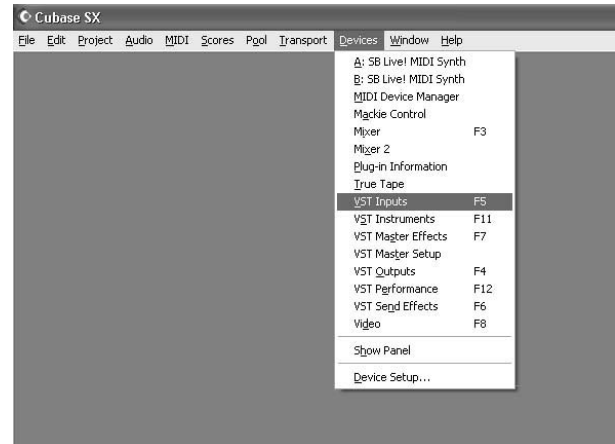 Cubase SX
File Edit Project Audio MIDI Scores Pool Transport Devices Window Help
A: SB Live! MIDI Synth
B: SB Live! MIDI Synth
MIDI Device Manager
Mackie Control
Mixer F3
Mixer 2
Plug-in Information
True Tape
VST Inputs F5
VST Instruments F11
VST Master Effects F7
VST Master Setup
VST Outputs F4
VST Performance F12
VST Send Effects F6
Video F8
Show Panel
Device Setup...